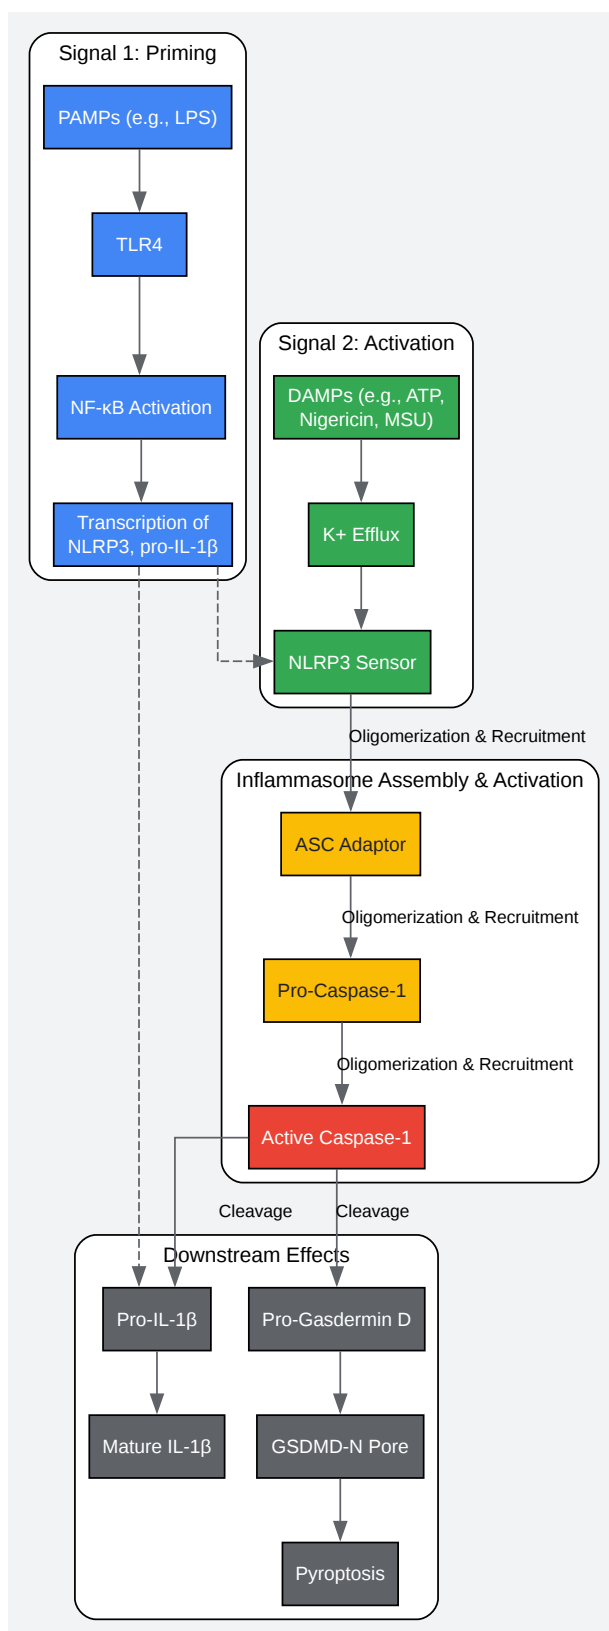 Signal 1: Priming
PAMPs (e.g., LPS)
TLR4
NF-κB Activation
Transcription of
NLRP3, pro-IL-1β
Signal 2: Activation
DAMPs (e.g., ATP,
Nigericin, MSU)
K+ Efflux
NLRP3 Sensor
Oligomerization & Recruitment
Inflammasome Assembly & Activation
ASC Adaptor
Oligomerization & Recruitment
Pro-Caspase-1
Oligomerization & Recruitment
Active Caspase-1
Cleavage
Cleavage
Downstream Effects
Pro-IL-1β
Pro-Gasdermin D
Mature IL-1β
GSDMD-N Pore
Pyroptosis